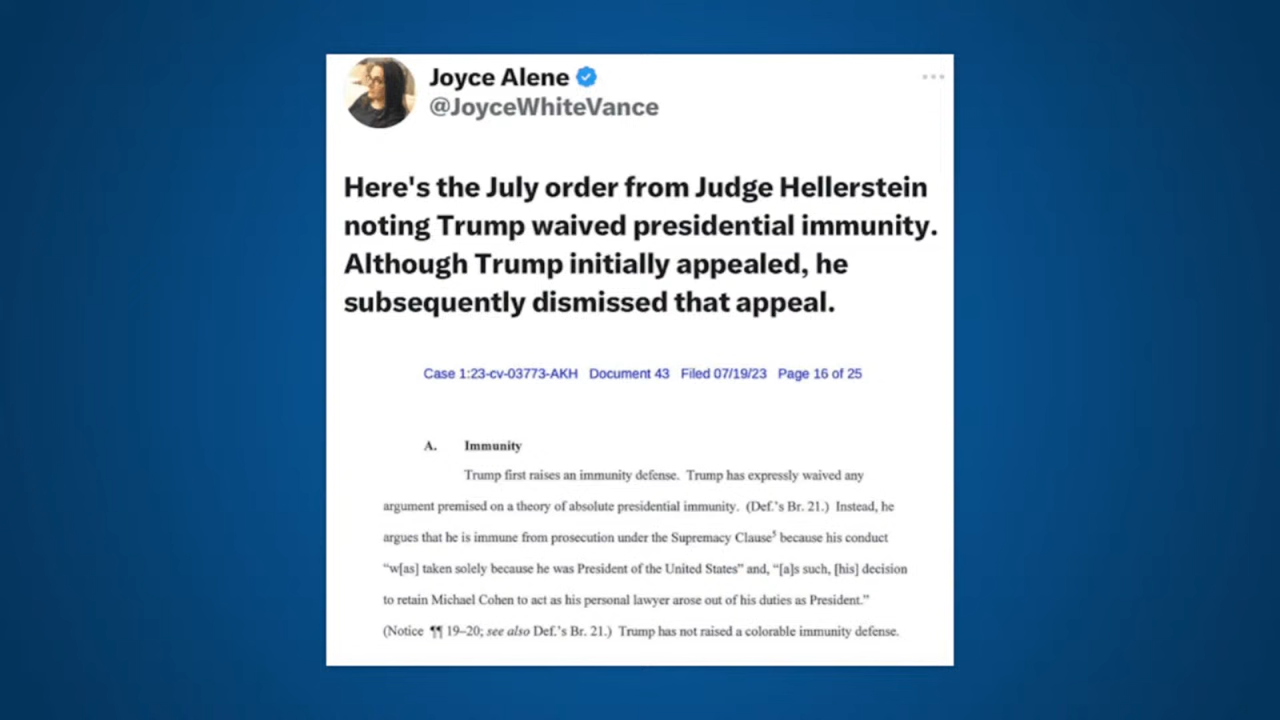 Joyce Alene
@JoyceWhiteVance
Here's the July order from Judge Hellerstein
noting Trump waived presidential immunity.
Although Trump initially appealed, he
subsequently dismissed that appeal.
Case 1:23-cv-03773-AKH Document 43 Filed 07/19/23 Page 16 of 25
A. Immunity
Trump first raises an immunity defense. Trump has expressly waived any
argument premised on a theory of absolute presidential immunity. (Def.'s Br. 21.) Instead, he
argues that he is immune from prosecution under the Supremacy Clause⁵ because his conduct
"w[as] taken solely because he was President of the United States" and, "[a]s such, [his] decision
to retain Michael Cohen to act as his personal lawyer arose out of his duties as President."
(Notice ¶¶ 19–20; see also Def.'s Br. 21.) Trump has not raised a colorable immunity defense.